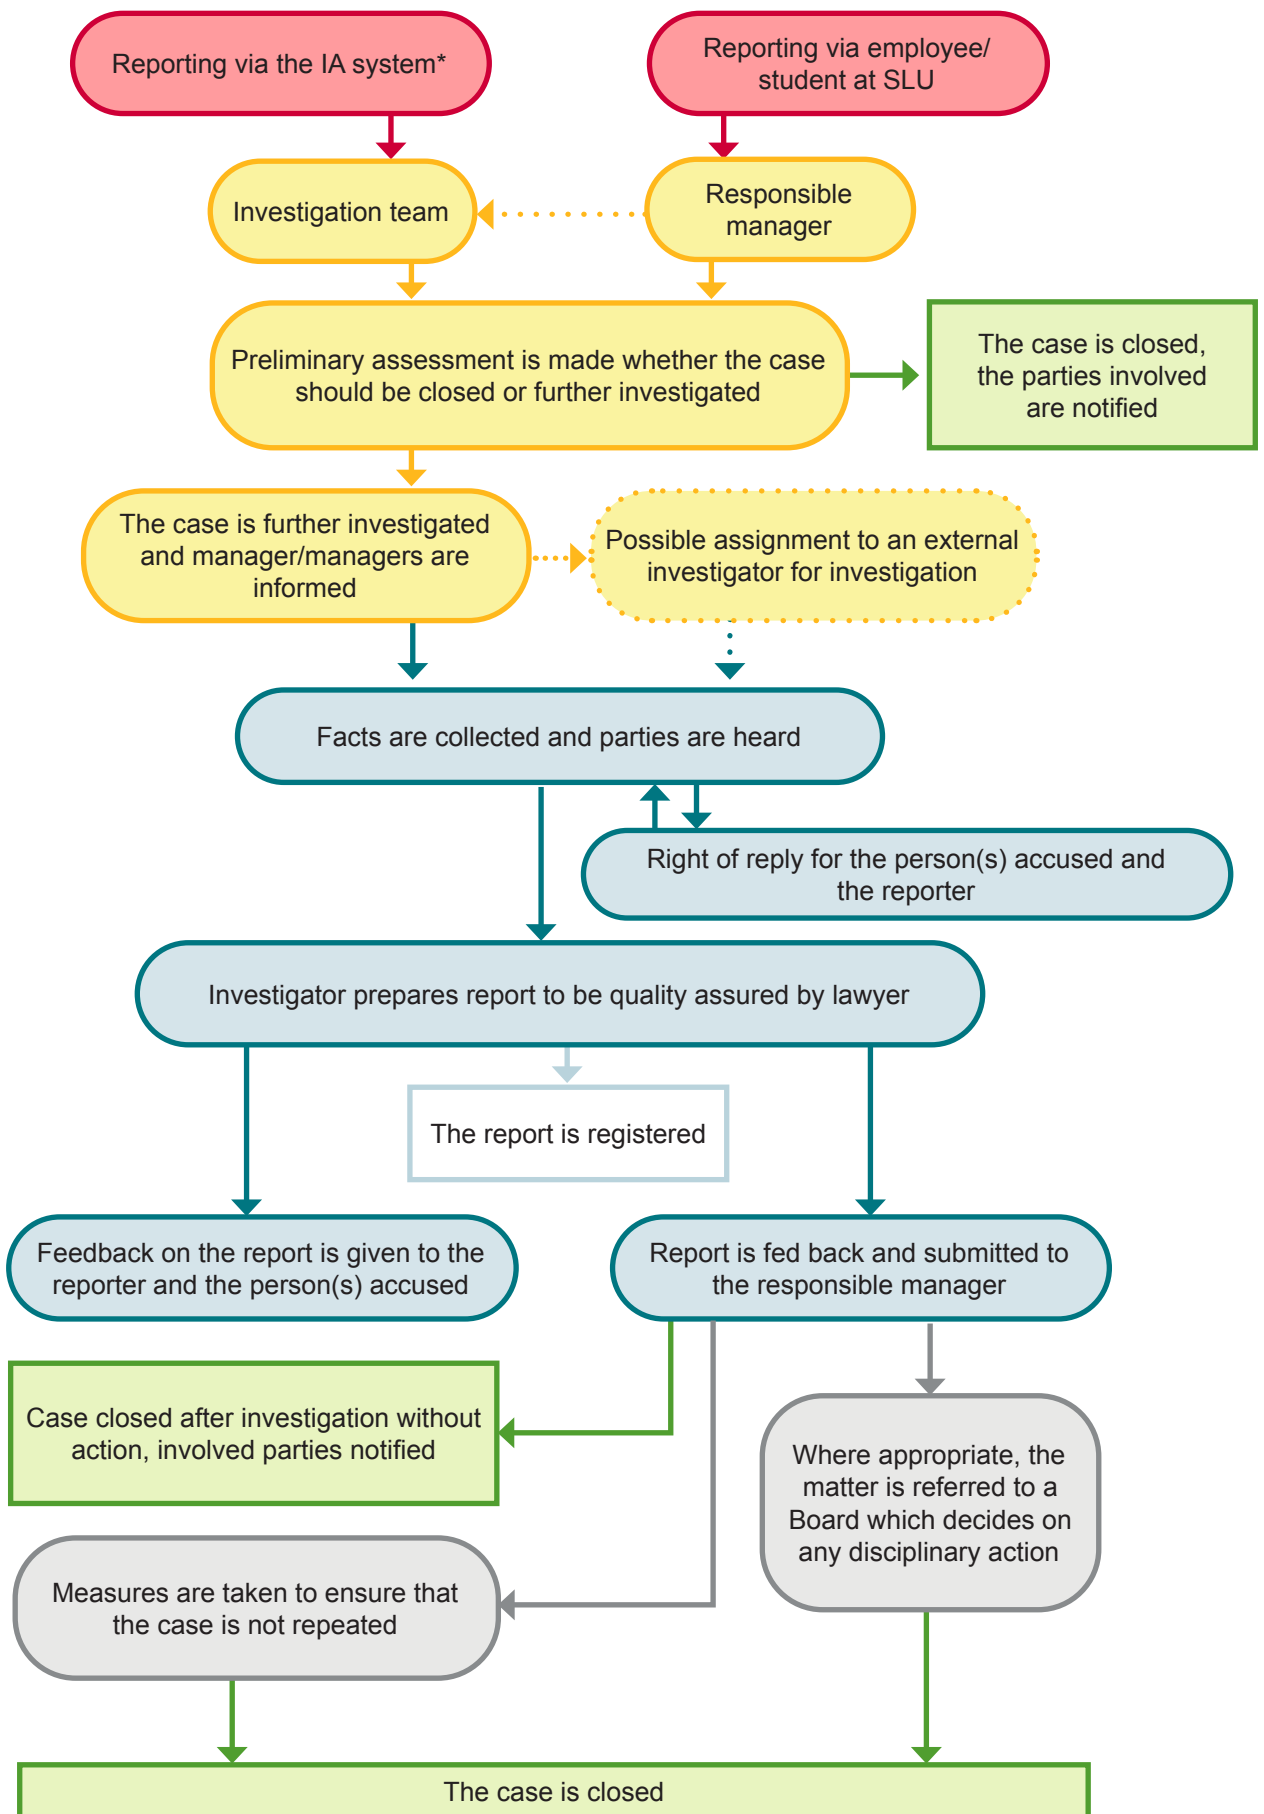 Reporting via the IA system*
Reporting via employee/
student at SLU
Investigation team
Responsible
manager
Preliminary assessment is made whether the case
should be closed or further investigated
The case is closed,
the parties involved
are notified
The case is further investigated
and manager/managers are
informed
Possible assignment to an external
investigator for investigation
Facts are collected and parties are heard
Right of reply for the person(s) accused and
the reporter
Investigator prepares report to be quality assured by lawyer
The report is registered
Feedback on the report is given to the
reporter and the person(s) accused
Report is fed back and submitted to
the responsible manager
Case closed after investigation without
action, involved parties notified
Where appropriate, the
matter is referred to a
Board which decides on
any disciplinary action
Measures are taken to ensure that
the case is not repeated
The case is closed